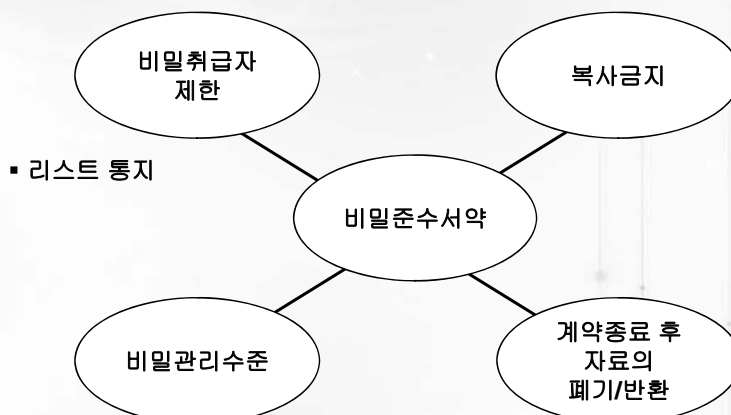 비밀취급자
제한
복사금지
▪ 리스트 통지
비밀준수서약
비밀관리수준
계약종료 후
자료의
폐기/반환